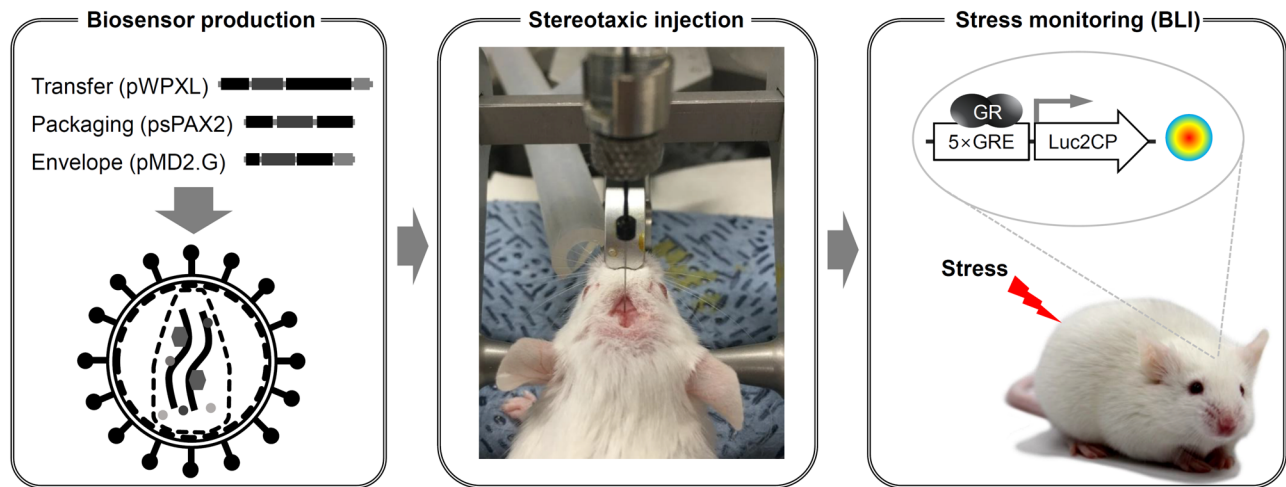 Biosensor production
Transfer (pWPXL)
Packaging (psPAX2)
Envelope (pMD2.G)
Stereotaxic injection
Stress monitoring (BLI)
GR
5×GRE
Luc2CP
Stress